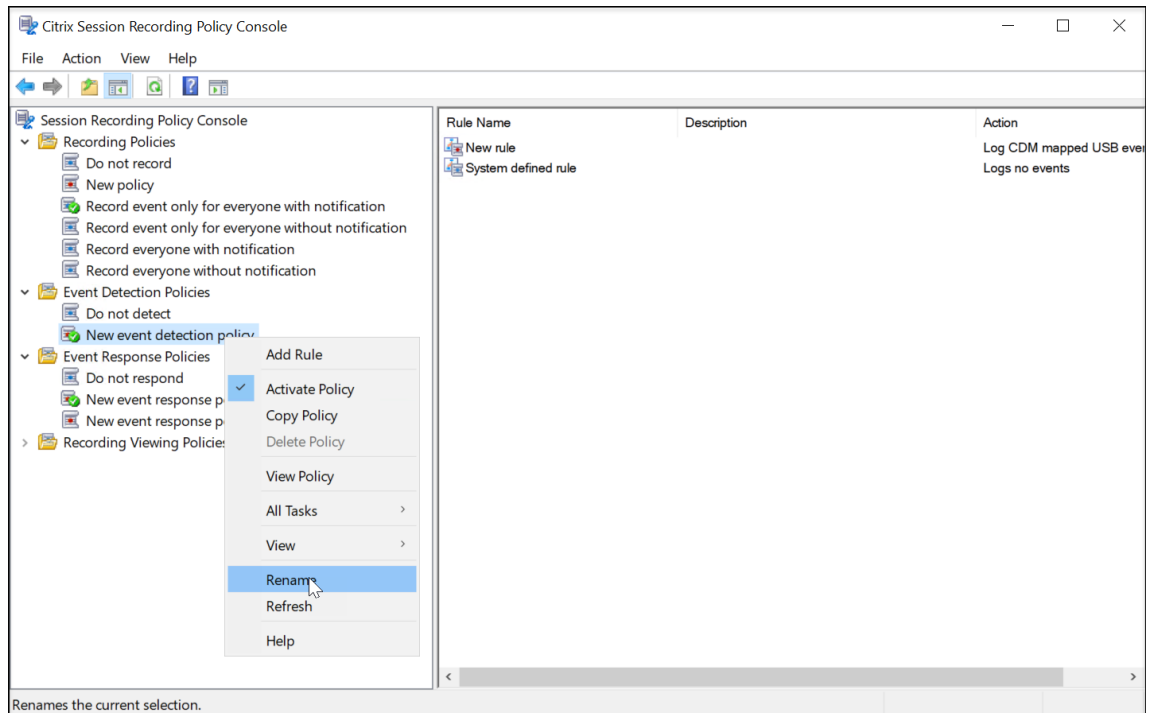 Citrix Session Recording Policy Console
File Action View Help
Session Recording Policy Console
Recording Policies
Do not record
New policy
Record event only for everyone with notification
Record event only for everyone without notification
Record everyone with notification
Record everyone without notification
Event Detection Policies
Do not detect
New event detection policy
Event Response Policies
Do not respond
New event response p
New event response p
Recording Viewing Policies
Add Rule
Activate Policy
Copy Policy
Delete Policy
View Policy
All Tasks
View
Rename
Refresh
Help
Rule Name Description Action
New rule Log CDM mapped USB ever
System defined rule Logs no events
Renames the current selection.